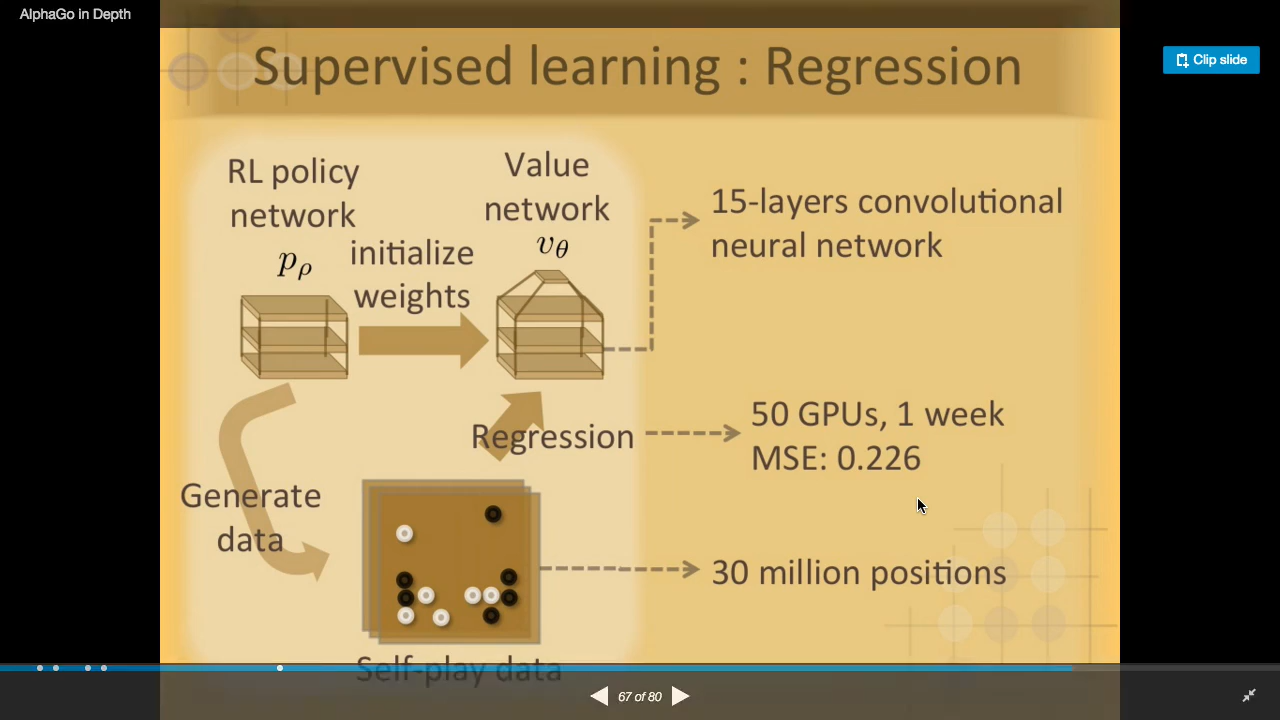 AlphaGo in Depth
Clip slide
Supervised learning : Regression
RL policy
network
pρ
initialize
weights
Value
network
vθ
15-layers convolutional
neural network
Regression
50 GPUs, 1 week
MSE: 0.226
Generate
data
30 million positions
Self-play data
67 of 80